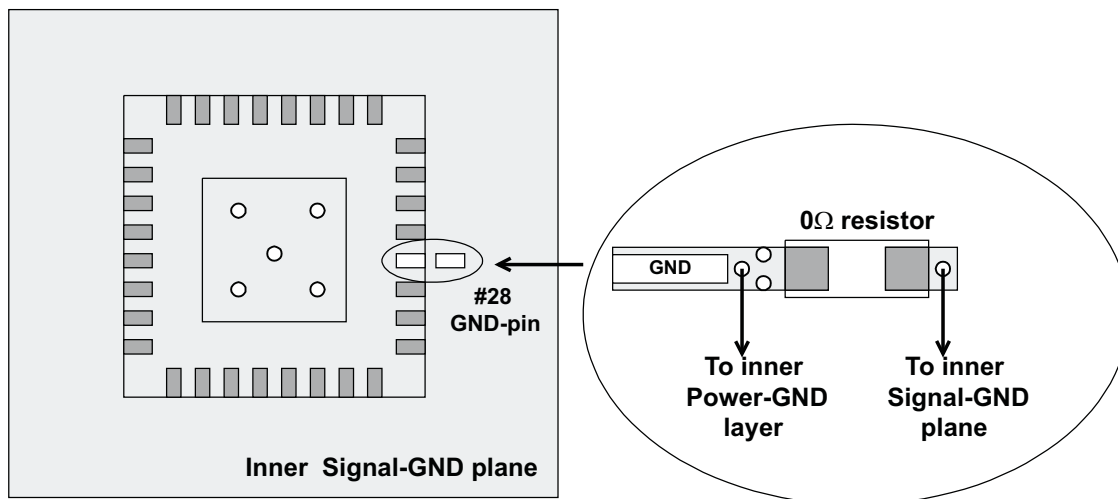 #28
GND-pin
Inner Signal-GND plane
0Ω resistor
GND
To inner
Power-GND
layer
To inner
Signal-GND
plane